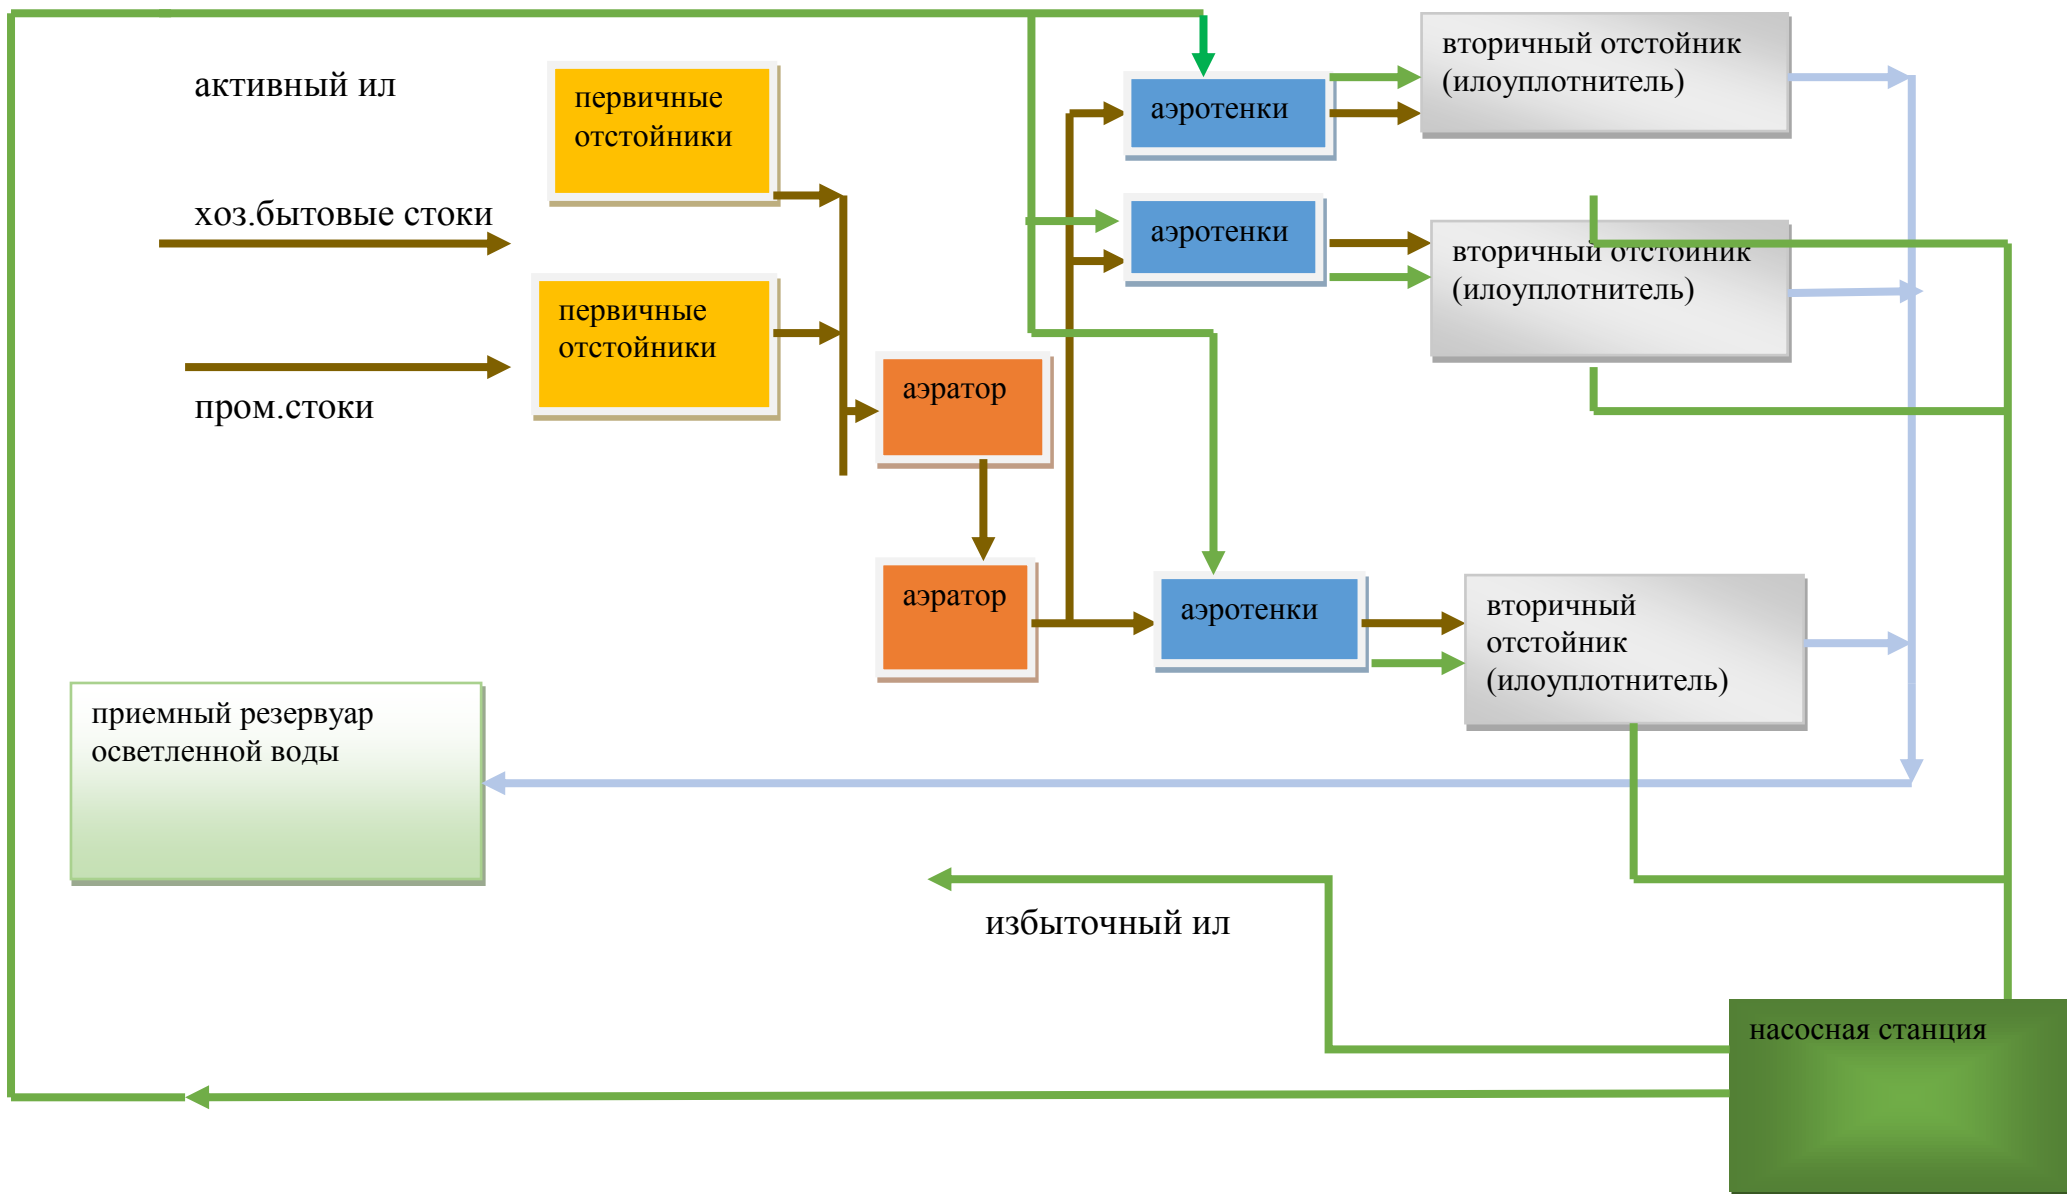 активный ил
первичные
отстойники
хоз.бытовые стоки
первичные
отстойники
пром.стоки
аэратор
аэратор
аэротенки
аэротенки
аэротенки
вторичный отстойник
(илоуплотнитель)
вторичный отстойник
(илоуплотнитель)
вторичный
отстойник
(илоуплотнитель)
приемный резервуар
осветленной воды
избыточный ил
насосная станция